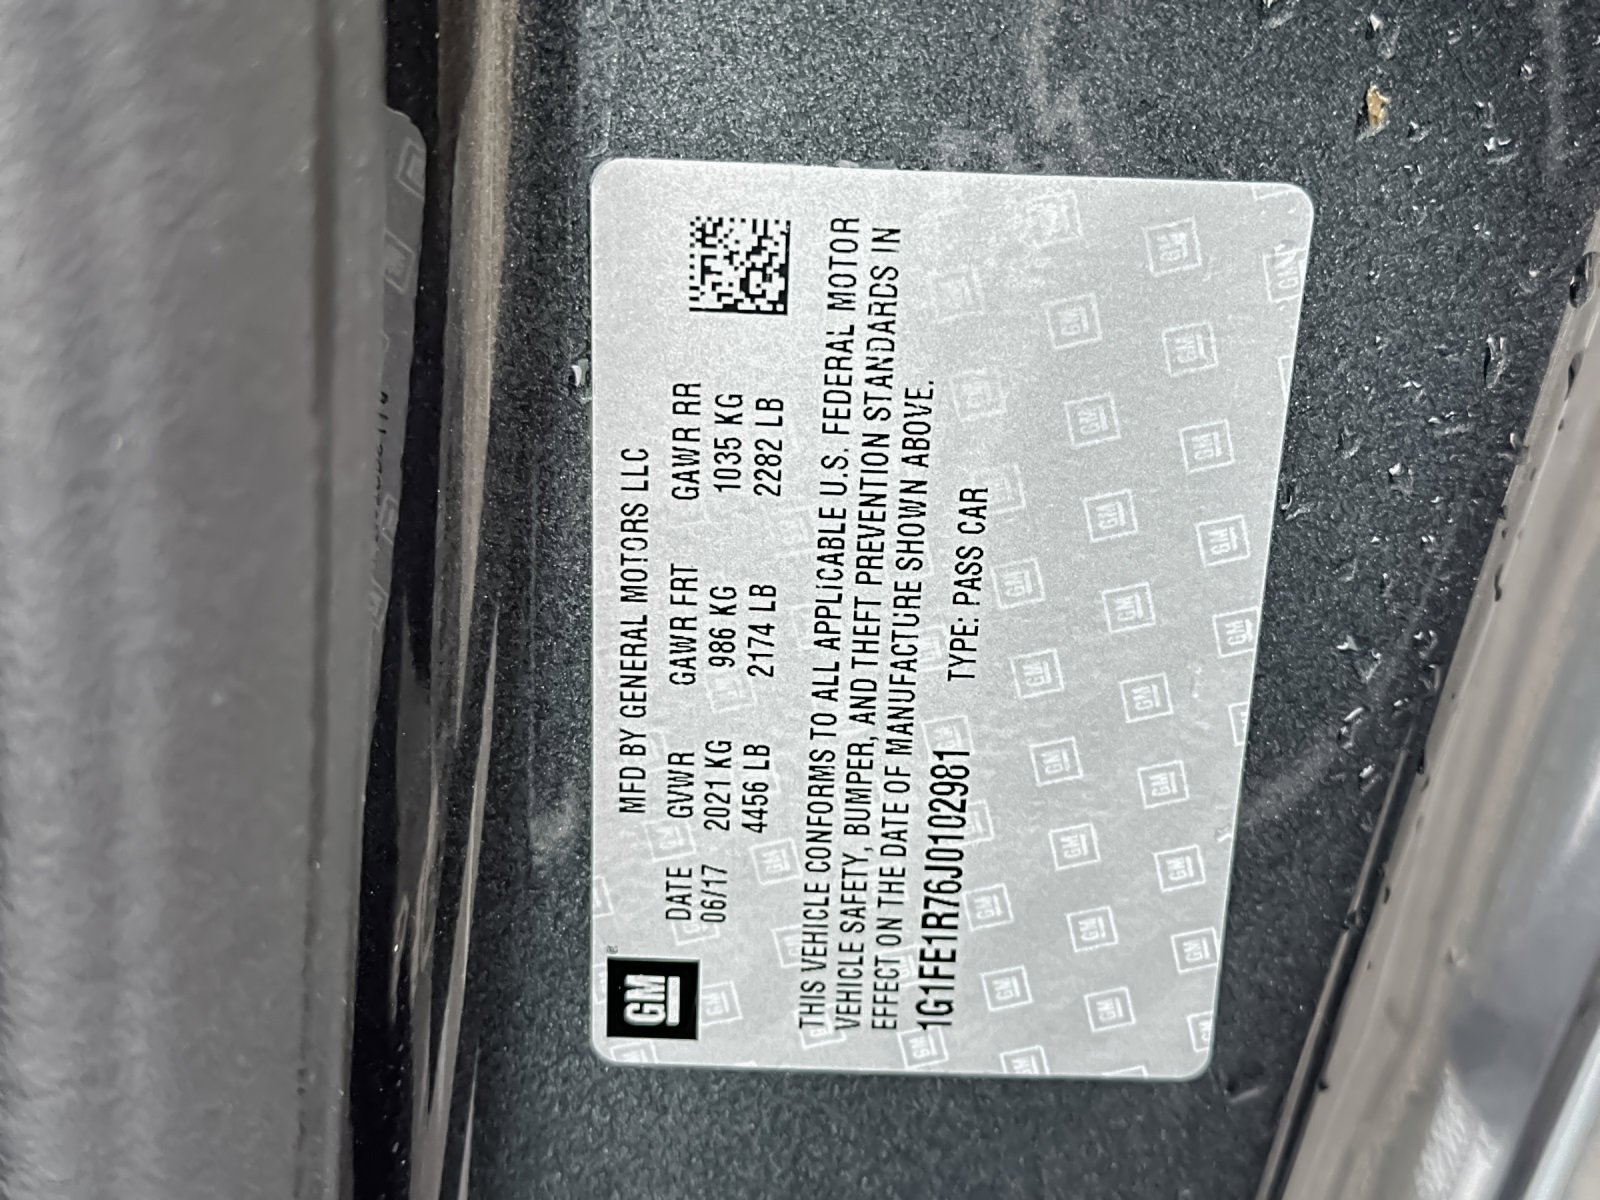 GM
MFD BY GENERAL MOTORS LLC
DATE GVWR GAWR FRT GAWR RR
06/17 2021 KG 986 KG 1035 KG
4456 LB 2174 LB 2282 LB
THIS VEHICLE CONFORMS TO ALL APPLICABLE U.S. FEDERAL MOTOR
VEHICLE SAFETY, BUMPER, AND THEFT PREVENTION STANDARDS IN
EFFECT ON THE DATE OF MANUFACTURE SHOWN ABOVE.
1G1FE1R76J0102981 TYPE: PASS CAR